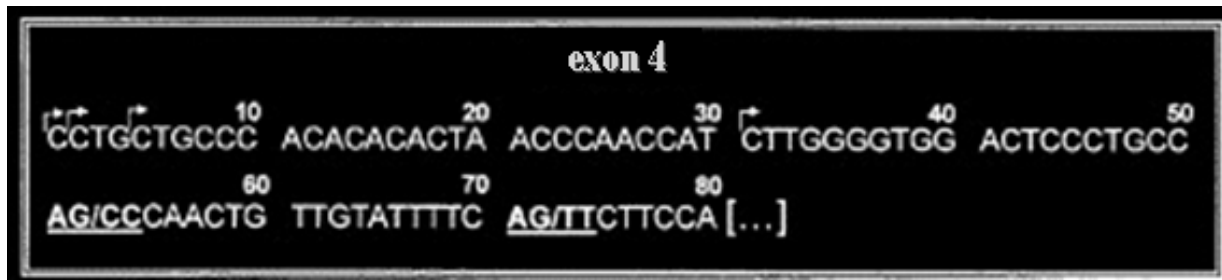 exon 4
10 20 30 40 50
CCTGCTGCCC ACACACACTA ACCCAACCAT CTTGGGGTGG ACTCCCTGCC
60 70 80
AG/CCCAACTG TTGTATTTTC AG/TTCTTCCA [...]